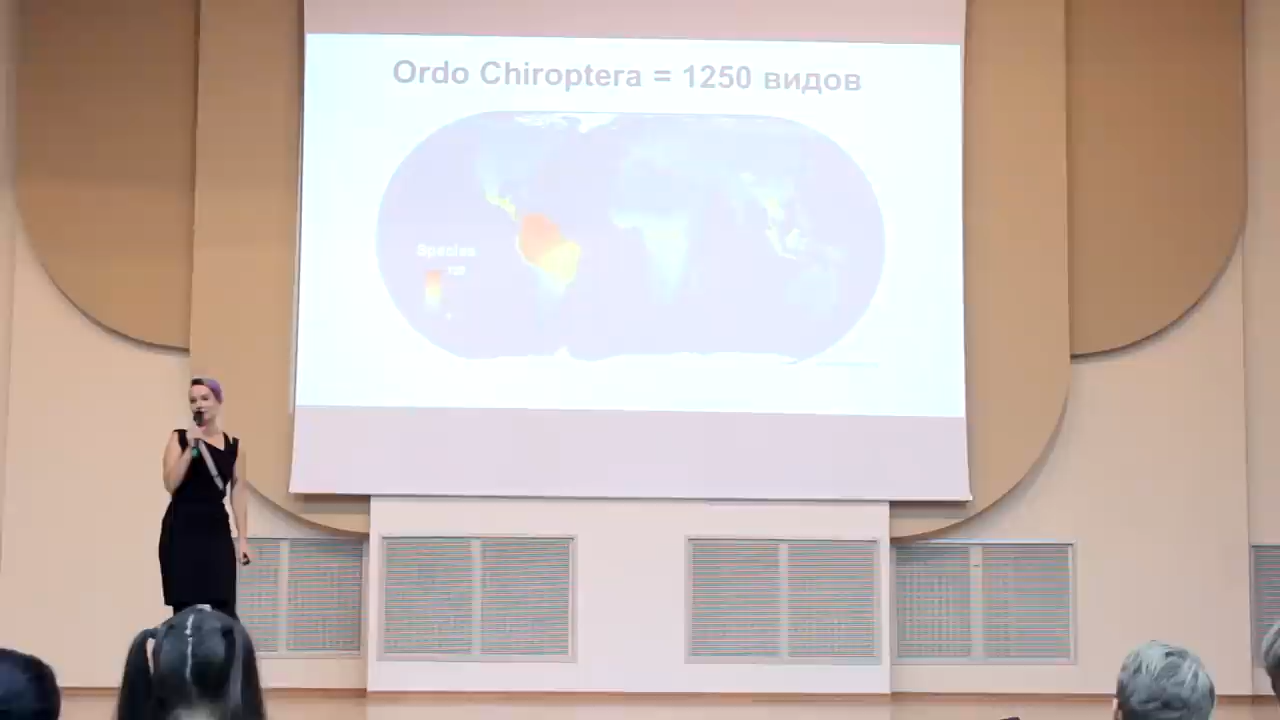 Ordo Chiroptera = 1250 видов
Species